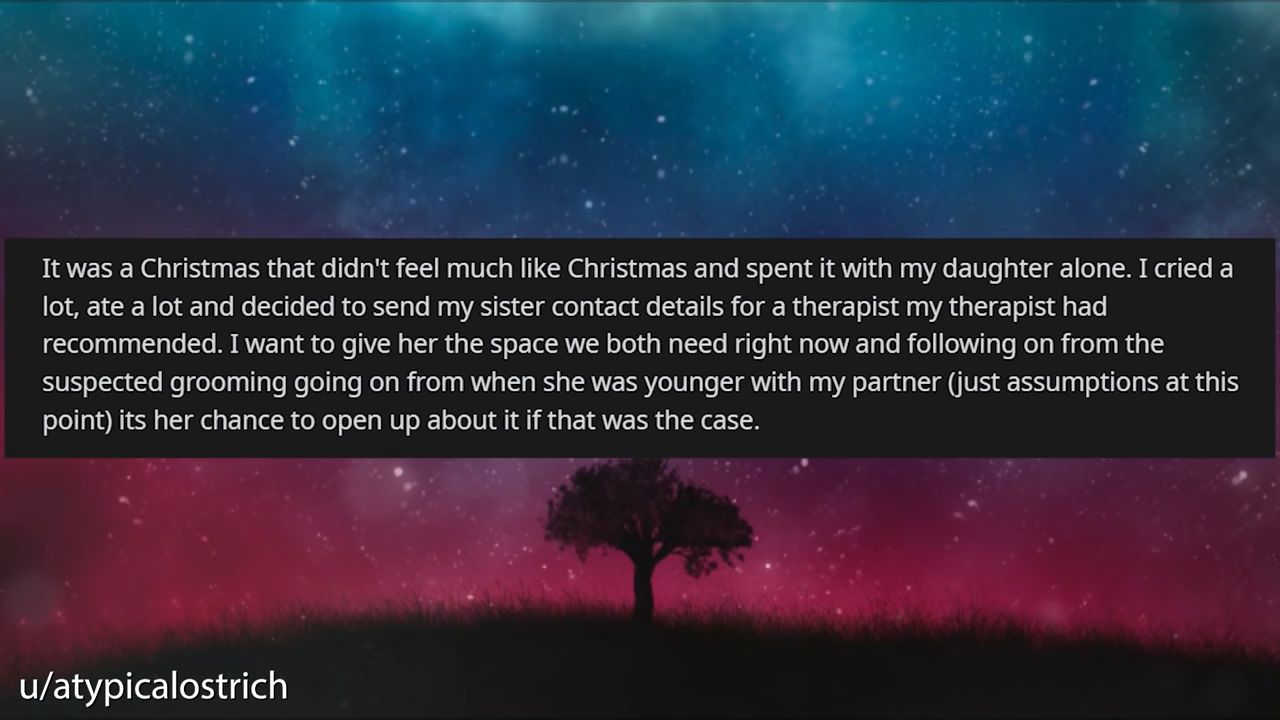 It was a Christmas that didn't feel much like Christmas and spent it with my daughter alone. I cried a
lot, ate a lot and decided to send my sister contact details for a therapist my therapist had
recommended. I want to give her the space we both need right now and following on from the
suspected grooming going on from when she was younger with my partner (just assumptions at this
point) its her chance to open up about it if that was the case.
u/atypicalostrich